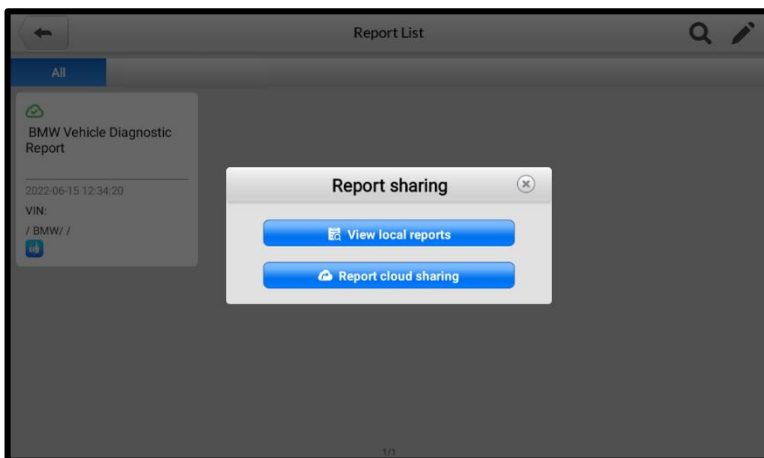 Report List
All
BMW Vehicle Diagnostic
Report
2022-06-15 12:34:20
VIN:
/ BMW/ /
Report sharing
View local reports
Report cloud sharing
1/1